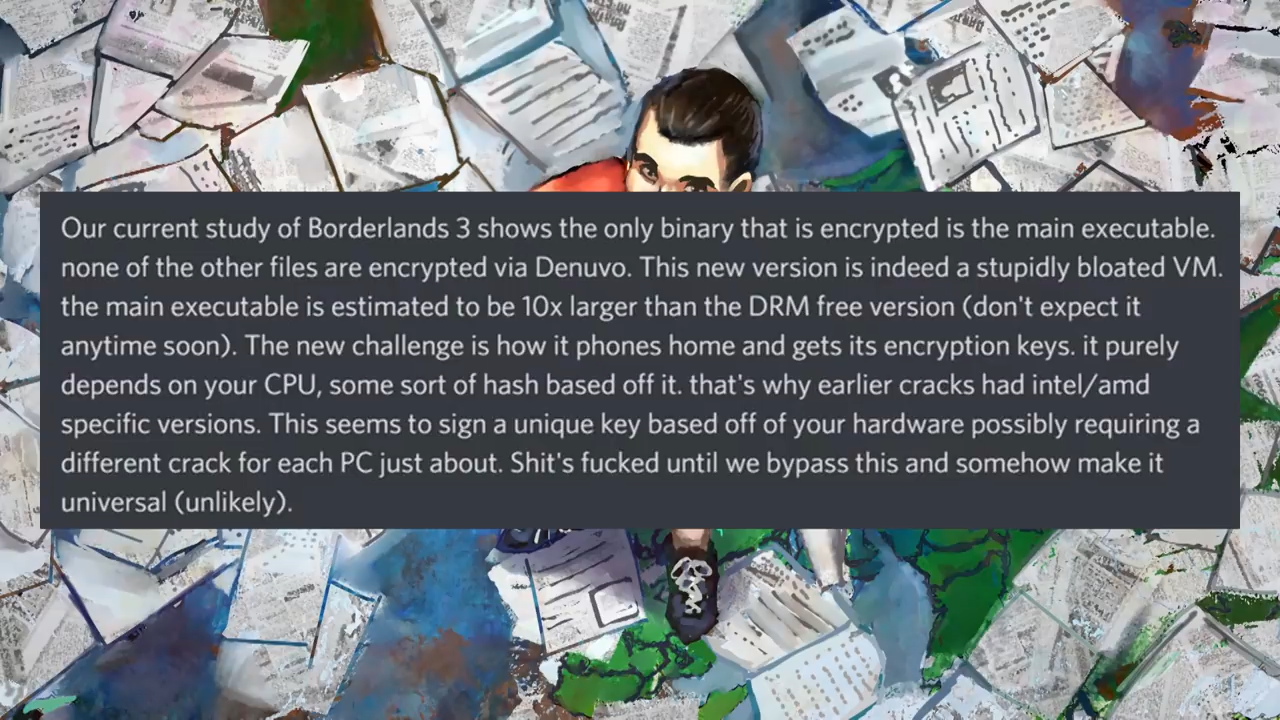 Our current study of Borderlands 3 shows the only binary that is encrypted is the main executable.
none of the other files are encrypted via Denuvo. This new version is indeed a stupidly bloated VM.
the main executable is estimated to be 10x larger than the DRM free version (don't expect it
anytime soon). The new challenge is how it phones home and gets its encryption keys. it purely
depends on your CPU, some sort of hash based off it. that's why earlier cracks had intel/amd
specific versions. This seems to sign a unique key based off of your hardware possibly requiring a
different crack for each PC just about. Shit's fucked until we bypass this and somehow make it
universal (unlikely).